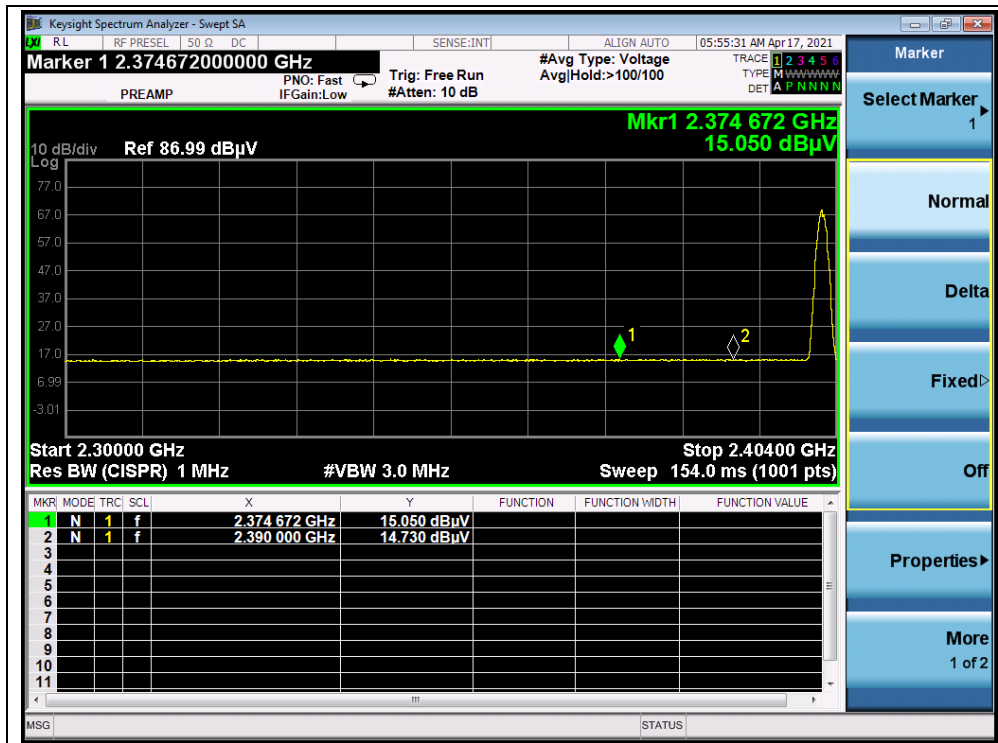 Keysight Spectrum Analyzer - Swept SA
LXI RL RF PRESEL 50 Ω DC SENSE:INT ALIGN AUTO 05:55:31 AM Apr 17, 2021
Marker 1 2.374672000000 GHz
PREAMP
PNO: Fast
IFGain:Low
Trig: Free Run
#Atten: 10 dB
#Avg Type: Voltage
Avg|Hold:>100/100
TRACE 1 2 3 4 5 6
TYPE M WWWWW
DET A P N N N N
Mkr1 2.374 672 GHz
15.050 dBµV
10 dB/div Ref 86.99 dBµV
Log
77.0
67.0
57.0
47.0
37.0
27.0
17.0
6.99
-3.01
1
2
Start 2.30000 GHz Stop 2.40400 GHz
Res BW (CISPR) 1 MHz #VBW 3.0 MHz Sweep 154.0 ms (1001 pts)
MKR MODE TRC SCL X Y FUNCTION FUNCTION WIDTH FUNCTION VALUE
1 N 1 f 2.374 672 GHz 15.050 dBµV
2 N 1 f 2.390 000 GHz 14.730 dBµV
3
4
5
6
7
8
9
10
11
MSG STATUS
Marker
Select Marker
1
Normal
Delta
Fixed
Off
Properties
More
1 of 2